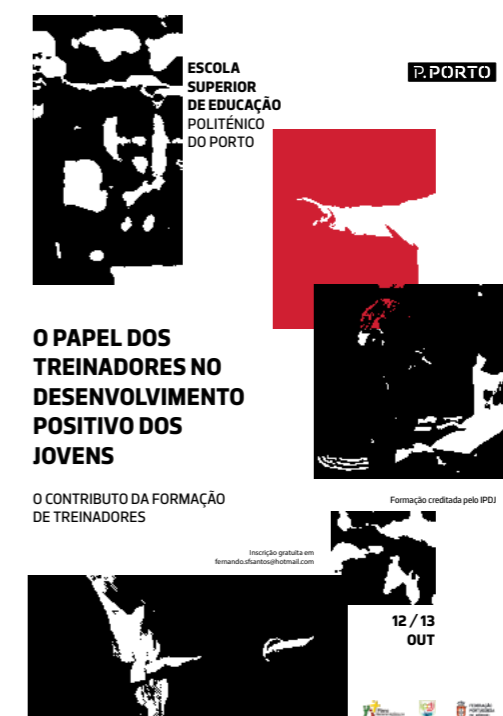 ESCOLA
SUPERIOR
DE EDUCAÇÃO
POLITÉNICO
DO PORTO
P.PORTO
O PAPEL DOS
TREINADORES NO
DESENVOLVIMENTO
POSITIVO DOS
JOVENS
O CONTRIBUTO DA FORMAÇÃO
DE TREINADORES
Formação creditada pelo IPDJ
Inscrição gratuita em
fernando.sfsantos@hotmail.com
12 / 13
OUT